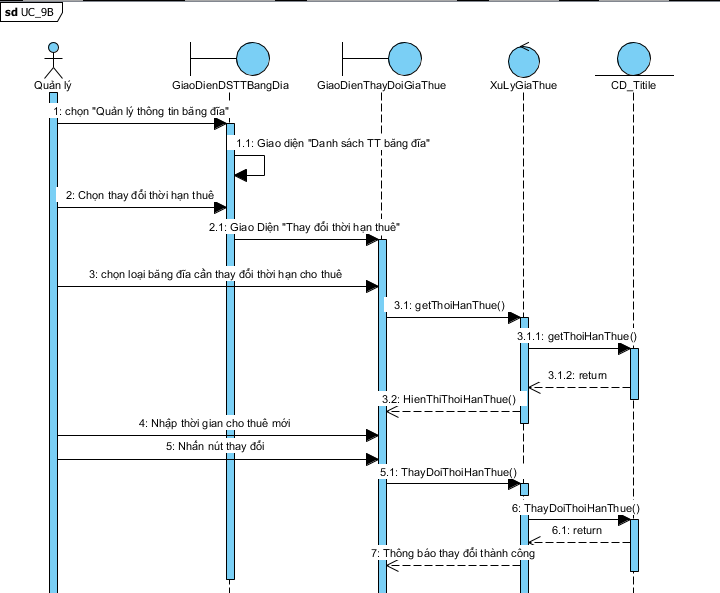 sd UC_9B
Quản lý
GiaoDienDSTTBangDia
GiaoDienThayDoiGiaThue
XuLyGiaThue
CD_Titile
1: chọn "Quản lý thông tin băng đĩa"
1.1: Giao diện "Danh sách TT băng đĩa"
2: Chọn thay đổi thời hạn thuê
2.1: Giao Diện "Thay đổi thời hạn thuê"
3: chọn loại băng đĩa cần thay đổi thời hạn cho thuê
3.1: getThoiHanThue()
3.1.1: getThoiHanThue()
3.1.2: return
3.2: HienThiThoiHanThue()
4: Nhập thời gian cho thuê mới
5: Nhấn nút thay đổi
5.1: ThayDoiThoiHanThue()
6: ThayDoiThoiHanThue()
6.1: return
7: Thông báo thay đổi thành công